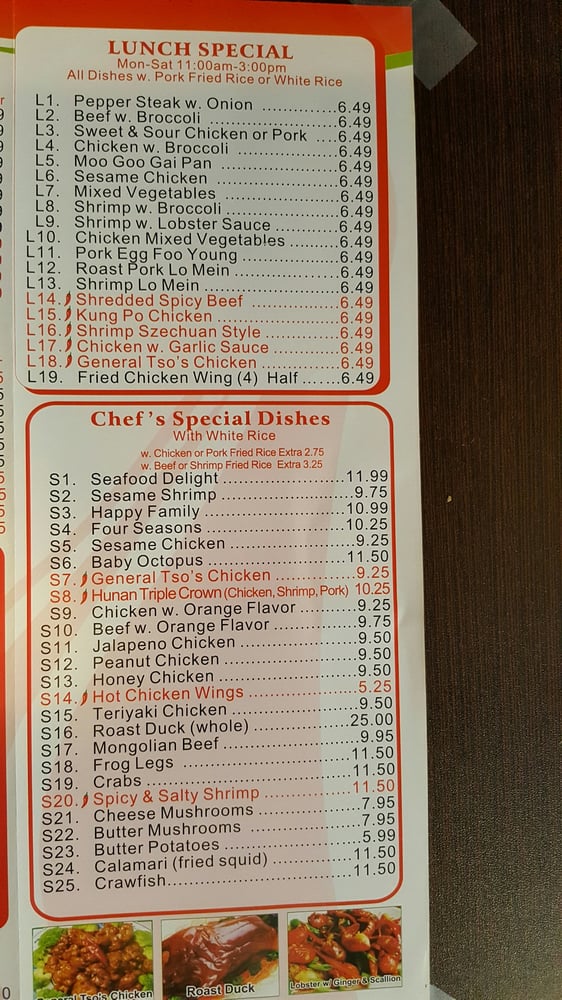 LUNCH SPECIAL
Mon-Sat 11:00am-3:00pm
All Dishes w. Pork Fried Rice or White Rice
L1. Pepper Steak w. Onion ..............6.49
L2. Beef w. Broccoli ......................6.49
L3. Sweet & Sour Chicken or Pork ....6.49
L4. Chicken w. Broccoli ..................6.49
L5. Moo Goo Gai Pan .....................6.49
L6. Sesame Chicken ......................6.49
L7. Mixed Vegetables .....................6.49
L8. Shrimp w. Broccoli ....................6.49
L9. Shrimp w. Lobster Sauce ...........6.49
L10. Chicken Mixed Vegetables ........6.49
L11. Pork Egg Foo Young .................6.49
L12. Roast Pork Lo Mein ..................6.49
L13. Shrimp Lo Mein ........................6.49
L14. Shredded Spicy Beef ...............6.49
L15. Kung Po Chicken .....................6.49
L16. Shrimp Szechuan Style ............6.49
L17. Chicken w. Garlic Sauce ...........6.49
L18. General Tso's Chicken .............6.49
L19. Fried Chicken Wing (4) Half .......6.49
Chef's Special Dishes
With White Rice
w. Chicken or Pork Fried Rice Extra 2.75
w. Beef or Shrimp Fried Rice Extra 3.25
S1. Seafood Delight ....................11.99
S2. Sesame Shrimp ......................9.75
S3. Happy Family .......................10.99
S4. Four Seasons .......................10.25
S5. Sesame Chicken .....................9.25
S6. Baby Octopus .......................11.50
S7. General Tso's Chicken ..............9.25
S8. Hunan Triple Crown (Chicken, Shrimp, Pork) 10.25
S9. Chicken w. Orange Flavor ..........9.25
S10. Beef w. Orange Flavor ..............9.75
S11. Jalapeno Chicken ....................9.50
S12. Peanut Chicken ......................9.50
S13. Honey Chicken .......................9.50
S14. Hot Chicken Wings ..................5.25
S15. Teriyaki Chicken .....................9.50
S16. Roast Duck (whole) ................25.00
S17. Mongolian Beef .......................9.95
S18. Frog Legs ............................11.50
S19. Crabs .................................11.50
S20. Spicy & Salty Shrimp ..............11.50
S21. Cheese Mushrooms .................7.95
S22. Butter Mushrooms ..................7.95
S23. Butter Potatoes ......................5.99
S24. Calamari (fried squid) .............11.50
S25. Crawfish...............................11.50
General Tso's Chicken
Roast Duck
Lobster w/ Ginger & Scallion